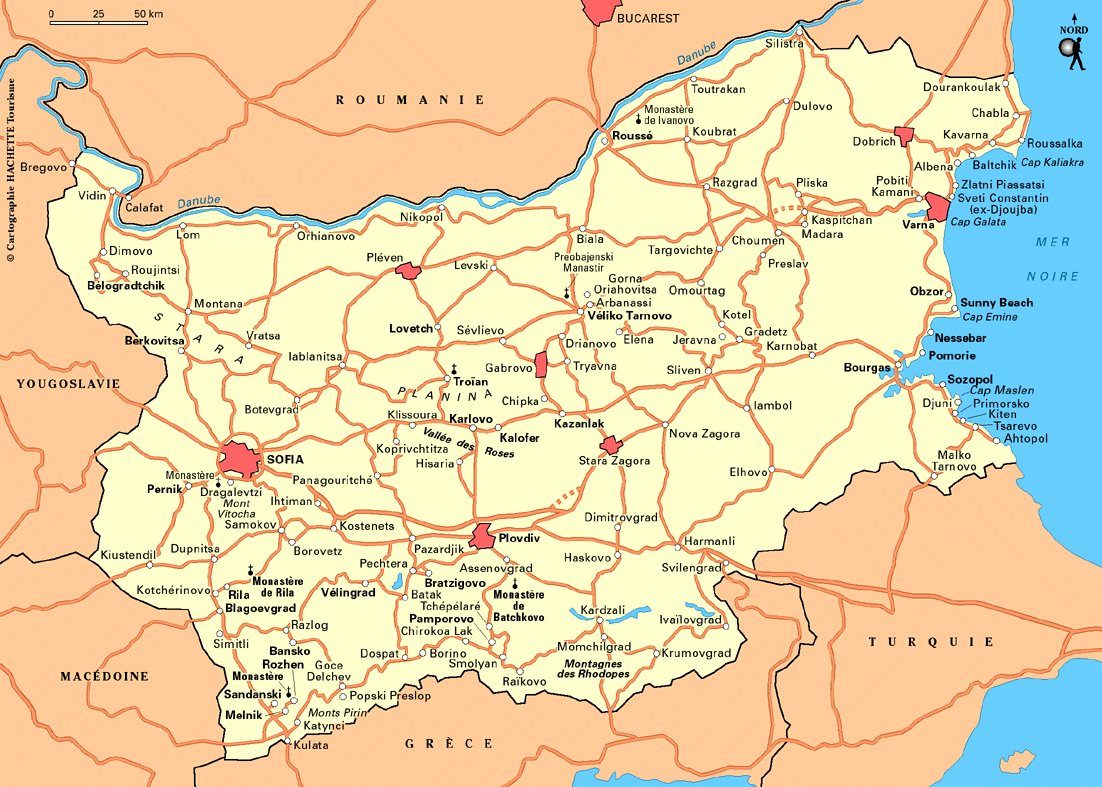 0 25 50 km
BUCAREST
NORD
© Cartographie HACHETTE Tourisme
ROUMANIE
Danube
Silistra
Toutrakan
Dourankoulak
Dulovo
Chabla
Monastère
de Ivanovo
Roussé
Koubrat
Dobrich
Kavarna
Roussalka
Bregovo
Albena
Baltchik
Cap Kaliakra
Vidin
Calafat
Danube
Nikopol
Razgrad
Pliska
Pobiti
Kamani
Zlatni Piassatsi
Sveti Constantin
(ex-Djoujba)
Varna
Cap Galata
Lom
Orhianovo
Biala
Kaspitchan
Madara
Choumen
Targovichte
MER
NOIRE
Dimovo
Roujintsi
Bélogradtchik
Pléven
Levski
Preobajenski
Manastir
Preslav
Gorna
Oriahovitsa
Arbanassi
Véliko Tarnovo
Omourtag
Obzor
Sunny Beach
Cap Emine
Montana
STARA
PLANINA
Lovetch
Sévlievo
Kotel
Gradetz
Nessebar
Berkovitsa
Vratsa
Drianovo
Elena
Jeravna
Karnobat
Pomorie
Iablanitsa
YOUGOSLAVIE
Troïan
Gabrovo
Tryavna
Sliven
Bourgas
Sozopol
Cap Maslen
Botevgrad
Chipka
Djuni
Primorsko
Iambol
Kiten
Klissoura
Karlovo
Kalofer
Kazanlak
Tsarevo
Nova Zagora
Ahtopol
Vallée des Roses
Koprivchtitza
Hisaria
SOFIA
Stara Zagora
Elhovo
Malko
Tarnovo
Monastère
Dragalevtzi
Pernik
Panagouritché
Mont
Vitocha
Ihtiman
Samokov
Kostenets
Dimitrovgrad
Plovdiv
Pazardjik
Harmanli
Kiustendil
Dupnitsa
Borovetz
Haskovo
Svilengrad
Pechtera
Assenovgrad
Kotchérinovo
Rila
Monastère
de Rila
Vélingrad
Bratzigovo
Batak
Monastère
de
Batchkovo
Blagoevgrad
Tchépélaré
Pamporovo
Kardzali
Ivaïlovgrad
Simitli
Razlog
Chirokoa Lak
TURQUIE
Bansko
Dospat
Borino
Smolyan
Momchilgrad
Krumovgrad
Rozhen
Monastère
Goce
Delchev
Raïkovo
Montagnes
des Rhodopes
MACÉDOINE
Sandanski
Popski Preslop
Melnik
Monts Pirin
Katynci
Kulata
GRÈCE